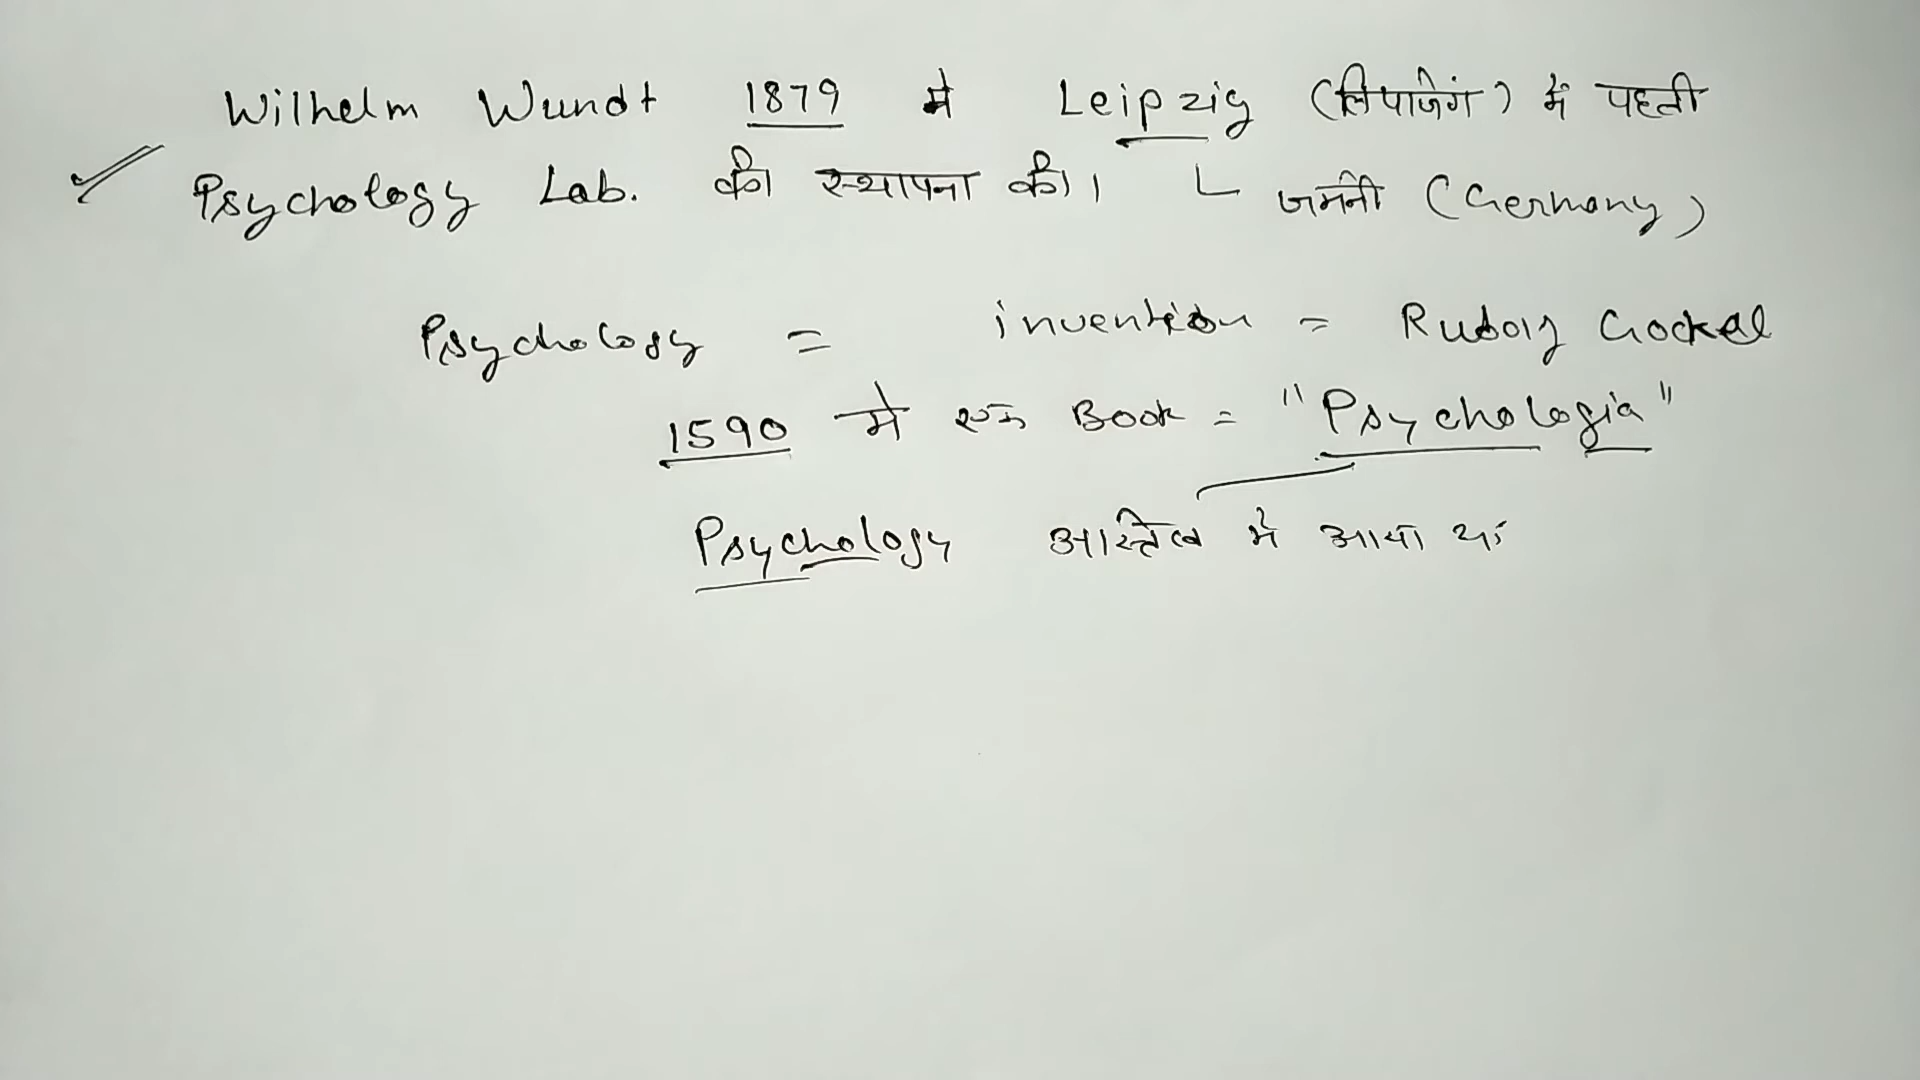 Wilhelm Wundt 1879 मे Leipzig (लिपाजिंग) में पहली
Psychology Lab. की स्थापना की। जर्मनी (Germany)
Psychology = invention = Rudolf Gockel
1590 मे एक Book = "Psychologia"
Psychology अस्तित्व में आया था